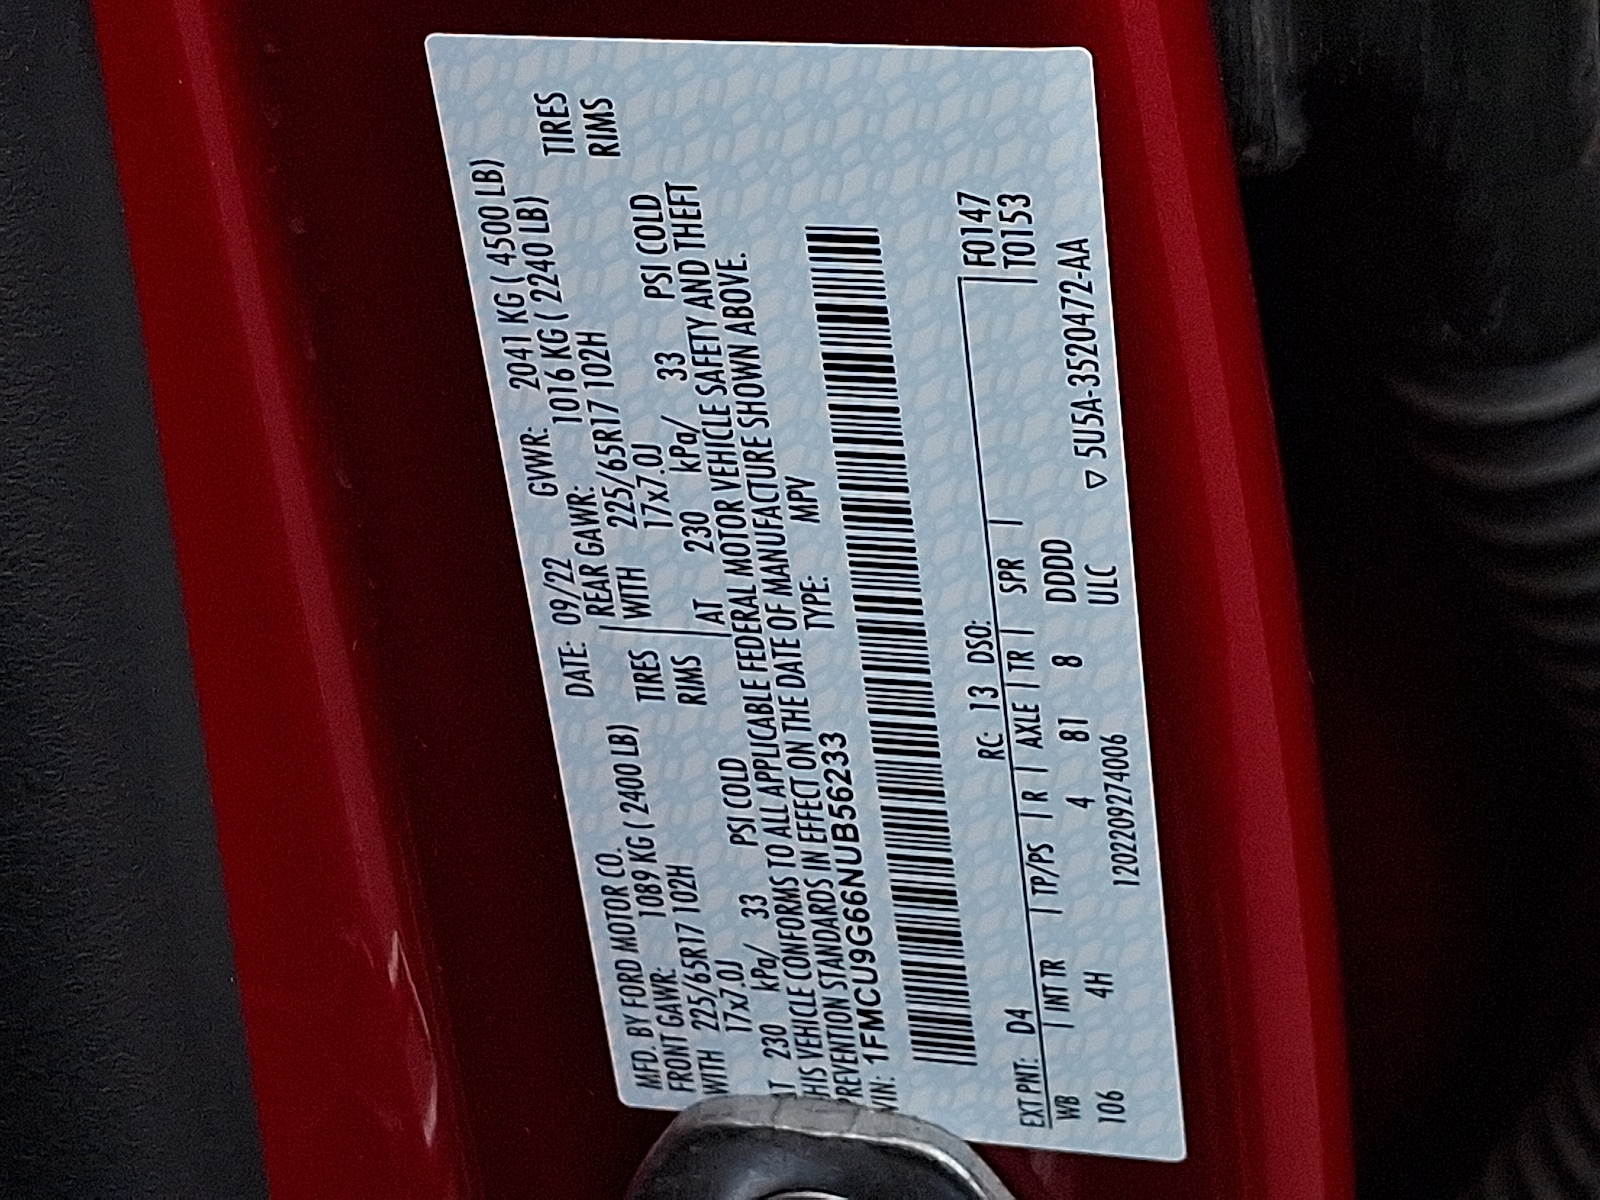 MFD. BY FORD MOTOR CO. DATE: 09/22 GVWR: 2041 KG ( 4500 LB)
FRONT GAWR: 1089 KG ( 2400 LB) REAR GAWR: 1016 KG ( 2240 LB)
WITH 225/65R17 102H TIRES WITH 225/65R17 102H TIRES
17x7.0J RIMS 17x7.0J RIMS
AT 230 kPa/ 33 PSI COLD AT 230 kPa/ 33 PSI COLD
THIS VEHICLE CONFORMS TO ALL APPLICABLE FEDERAL MOTOR VEHICLE SAFETY AND THEFT
PREVENTION STANDARDS IN EFFECT ON THE DATE OF MANUFACTURE SHOWN ABOVE.
VIN: 1FMCU9G66NUB56233 TYPE: MPV
EXT PNT: D4 RC: 13 DSO: F0147
WB | INT TR | TP/PS | R | AXLE | TR | SPR | T0153
106 4H 4 81 8 DDDD
ULC
1202209274006 ▽ 5U5A-3520472-AA